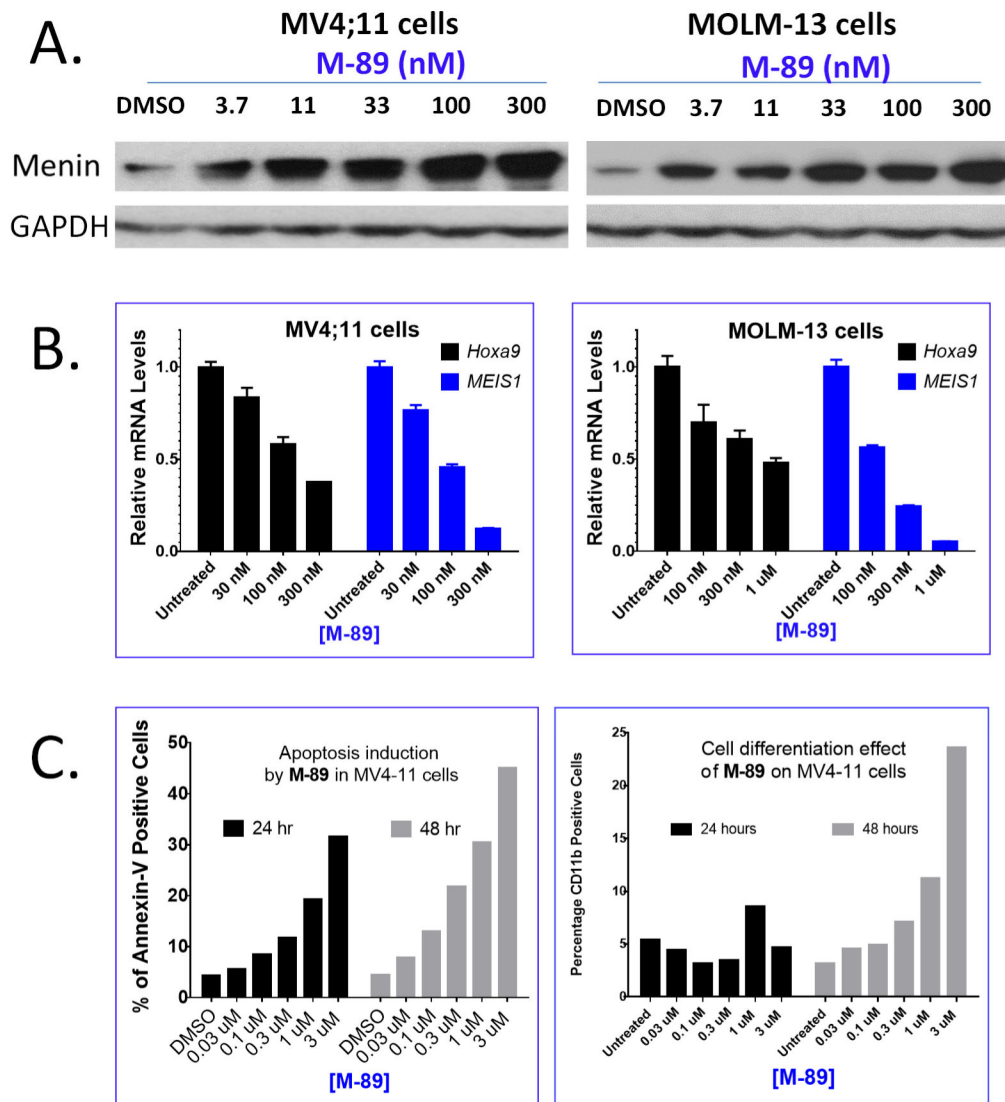 A.
MV4;11 cells
M-89 (nM)
DMSO 3.7 11 33 100 300
MOLM-13 cells
M-89 (nM)
DMSO 3.7 11 33 100 300
Menin
GAPDH
B.
MV4;11 cells
Hoxa9
MEIS1
Relative mRNA Levels
1.0
0.5
0.0
Untreated 30 nM 100 nM 300 nM Untreated 30 nM 100 nM 300 nM
[M-89]
MOLM-13 cells
Hoxa9
MEIS1
Relative mRNA Levels
1.0
0.5
0.0
Untreated 100 nM 300 nM 1 uM Untreated 100 nM 300 nM 1 uM
[M-89]
C.
Apoptosis induction
by M-89 in MV4-11 cells
24 hr 48 hr
% of Annexin-V Positive Cells
50
40
30
20
10
0
DMSO 0.03 uM 0.1 uM 0.3 uM 1 uM 3 uM DMSO 0.03 uM 0.1 uM 0.3 uM 1 uM 3 uM
[M-89]
Cell differentiation effect
of M-89 on MV4-11 cells
24 hours 48 hours
Percentage CD11b Positive Cells
25
20
15
10
5
0
Untreated 0.03 uM 0.1 uM 0.3 uM 1 uM 3 uM Untreated 0.03 uM 0.1 uM 0.3 uM 1 uM 3 uM
[M-89]